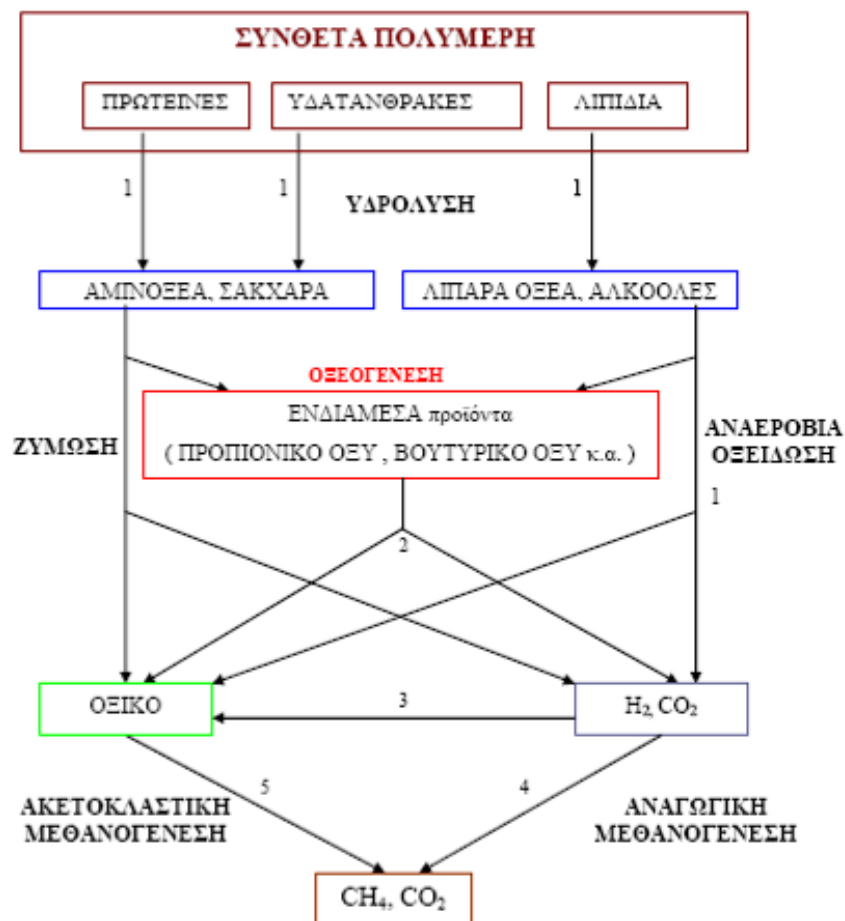 ΣΥΝΘΕΤΑ ΠΟΛΥΜΕΡΗ
ΠΡΩΤΕΙΝΕΣ
ΥΔΑΤΑΝΘΡΑΚΕΣ
ΛΙΠΙΔΙΑ
1
1
1
ΥΔΡΟΛΥΣΗ
ΑΜΙΝΟΞΕΑ, ΣΑΚΧΑΡΑ
ΛΙΠΑΡΑ ΟΞΕΑ, ΑΛΚΟΟΛΕΣ
ΟΞΕΟΓΕΝΕΣΗ
ΕΝΔΙΑΜΕΣΑ προϊόντα
( ΠΡΟΠΙΟΝΙΚΟ ΟΞΥ , ΒΟΥΤΥΡΙΚΟ ΟΞΥ κ.α. )
ΖΥΜΩΣΗ
ΑΝΑΕΡΟΒΙΑ
ΟΞΕΙΔΩΣΗ
1
2
ΟΞΙΚΟ
3
H₂, CO₂
5
4
ΑΚΕΤΟΚΛΑΣΤΙΚΗ
ΜΕΘΑΝΟΓΕΝΕΣΗ
ΑΝΑΓΩΓΙΚΗ
ΜΕΘΑΝΟΓΕΝΕΣΗ
CH₄, CO₂